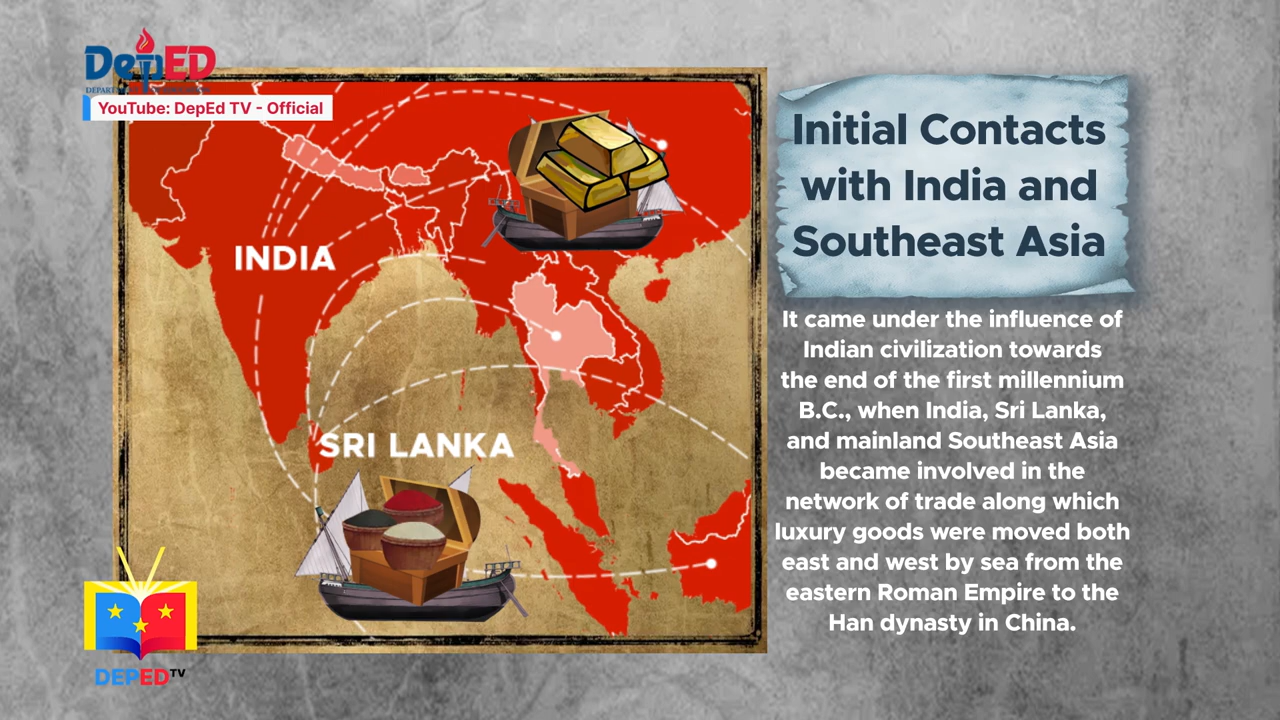 DepED
DEPARTMENT OF EDUCATION
YouTube: DepEd TV - Official
INDIA
SRI LANKA
DEPED TV
Initial Contacts
with India and
Southeast Asia
It came under the influence of
Indian civilization towards
the end of the first millennium
B.C., when India, Sri Lanka,
and mainland Southeast Asia
became involved in the
network of trade along which
luxury goods were moved both
east and west by sea from the
eastern Roman Empire to the
Han dynasty in China.